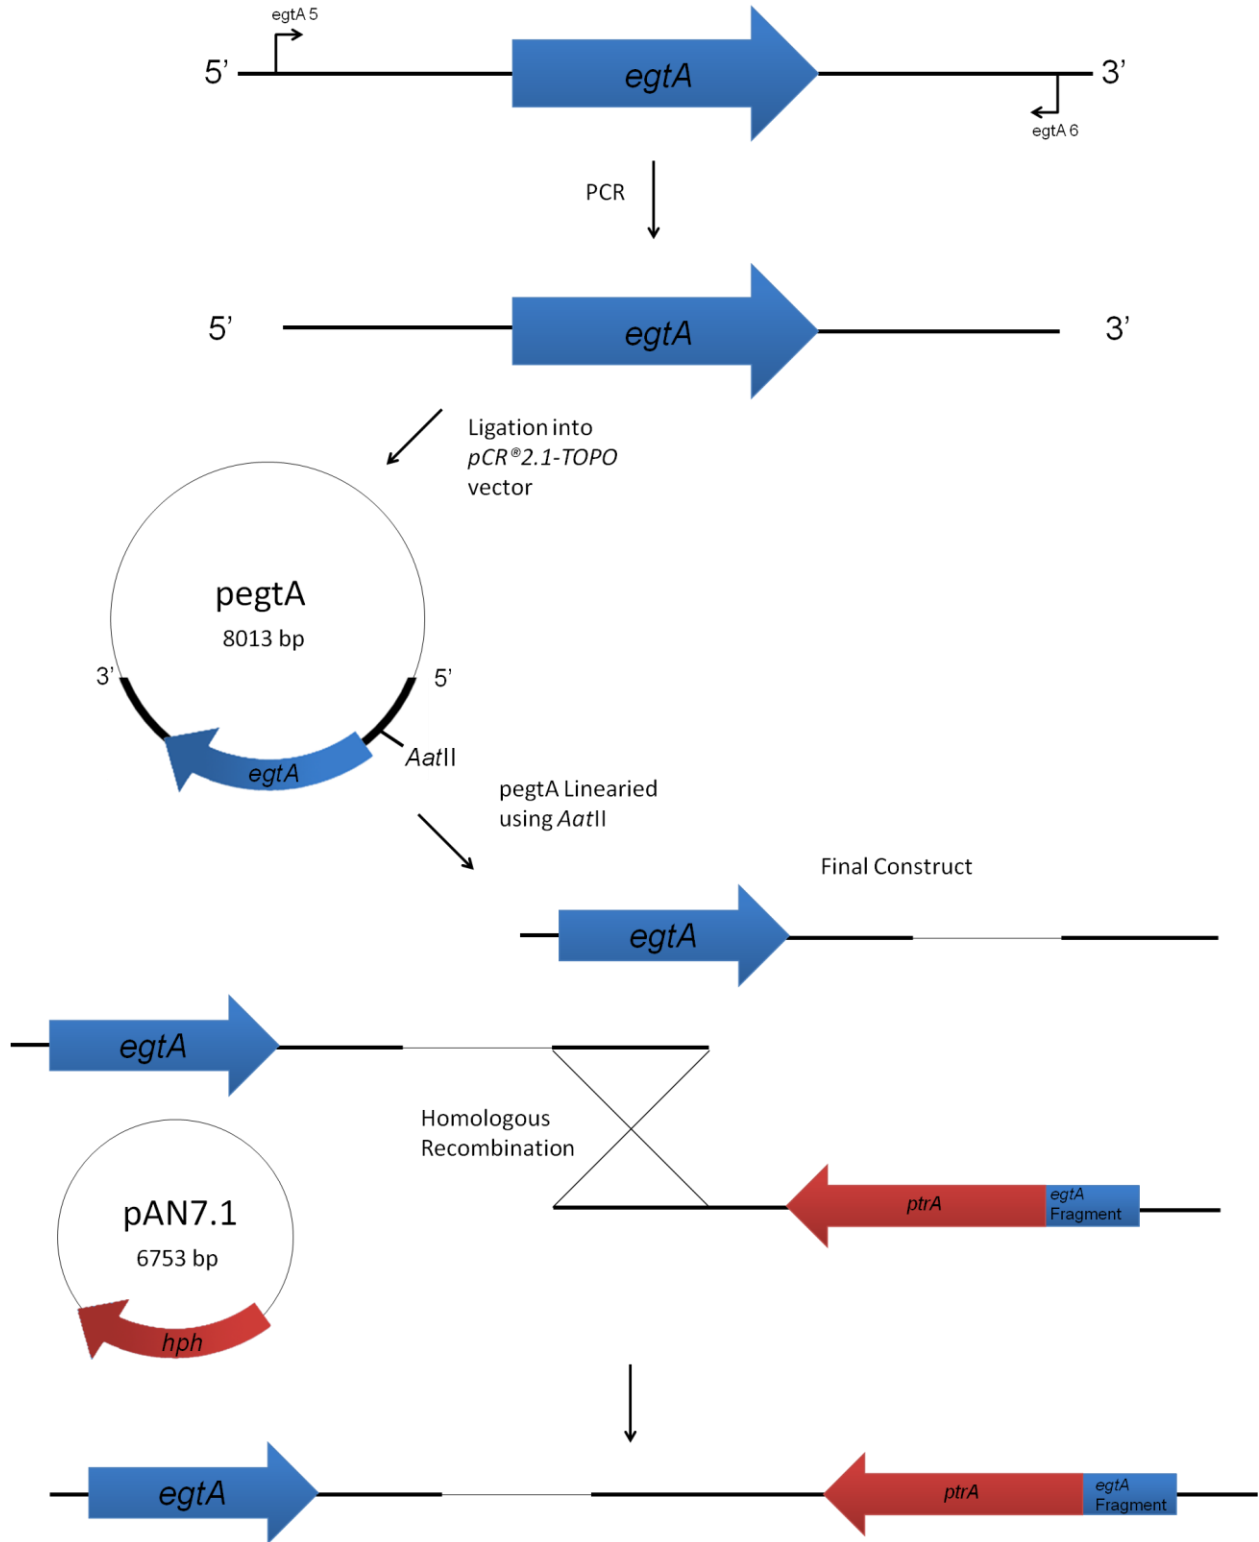 egtA 5
5’
egtA
3’
egtA 6
PCR
5’
egtA
3’
Ligation into
pCR®2.1-TOPO
vector
pegtA
8013 bp
3’
5’
egtA
AatII
pegtA Linearied
using AatII
Final Construct
egtA
egtA
Homologous
Recombination
pAN7.1
6753 bp
hph
ptrA
egtA
Fragment
egtA
ptrA
egtA
Fragment